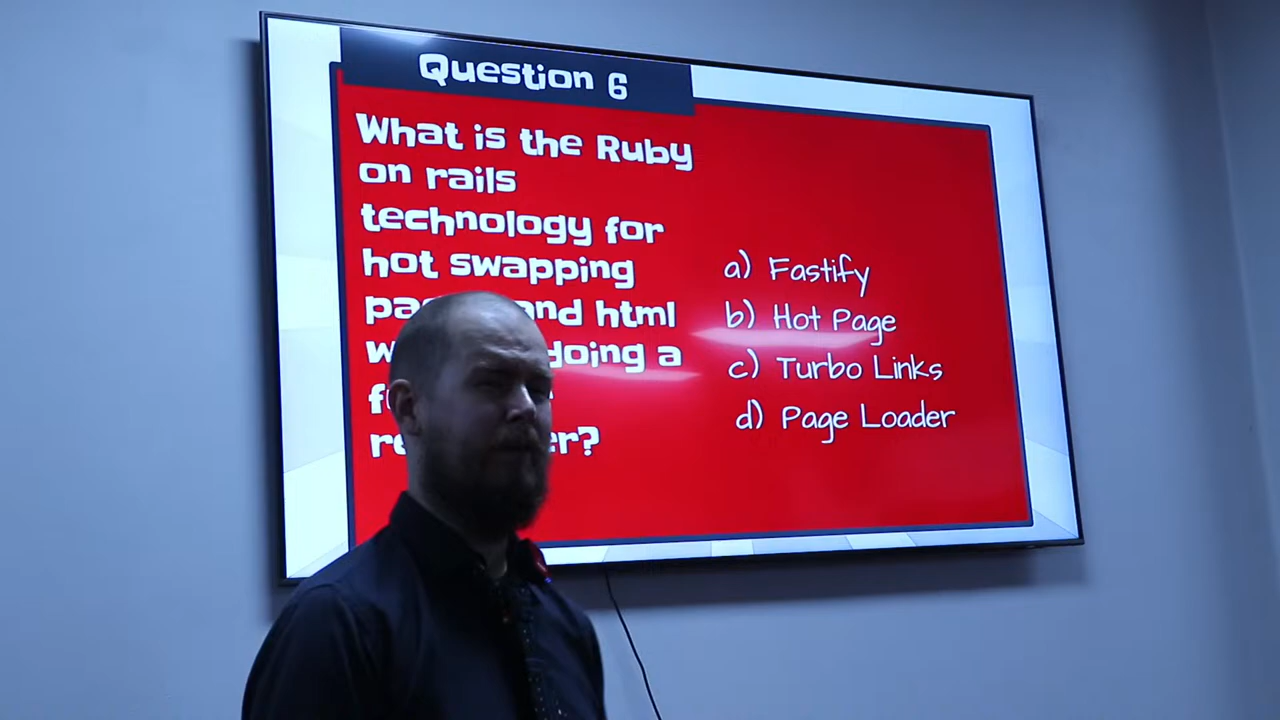 Question 6
What is the Ruby
on rails
technology for
hot swapping
and html
doing a
a) Fastify
b) Hot Page
c) Turbo Links
d) Page Loader